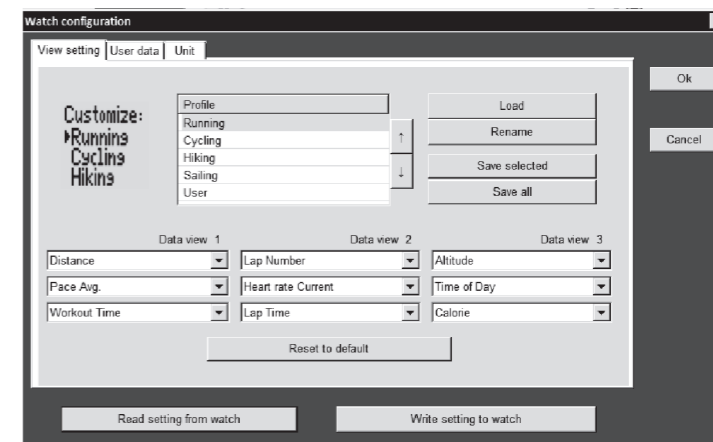 Watch configuration
View setting User data Unit
Ok
Cancel
Customize:
Running
Cycling
Hiking
Profile
Running
Cycling
Hiking
Sailing
User
↑
↓
Load
Rename
Save selected
Save all
Data view 1 Data view 2 Data view 3
Distance Lap Number Altitude
Pace Avg. Heart rate Current Time of Day
Workout Time Lap Time Calorie
Reset to default
Read setting from watch Write setting to watch